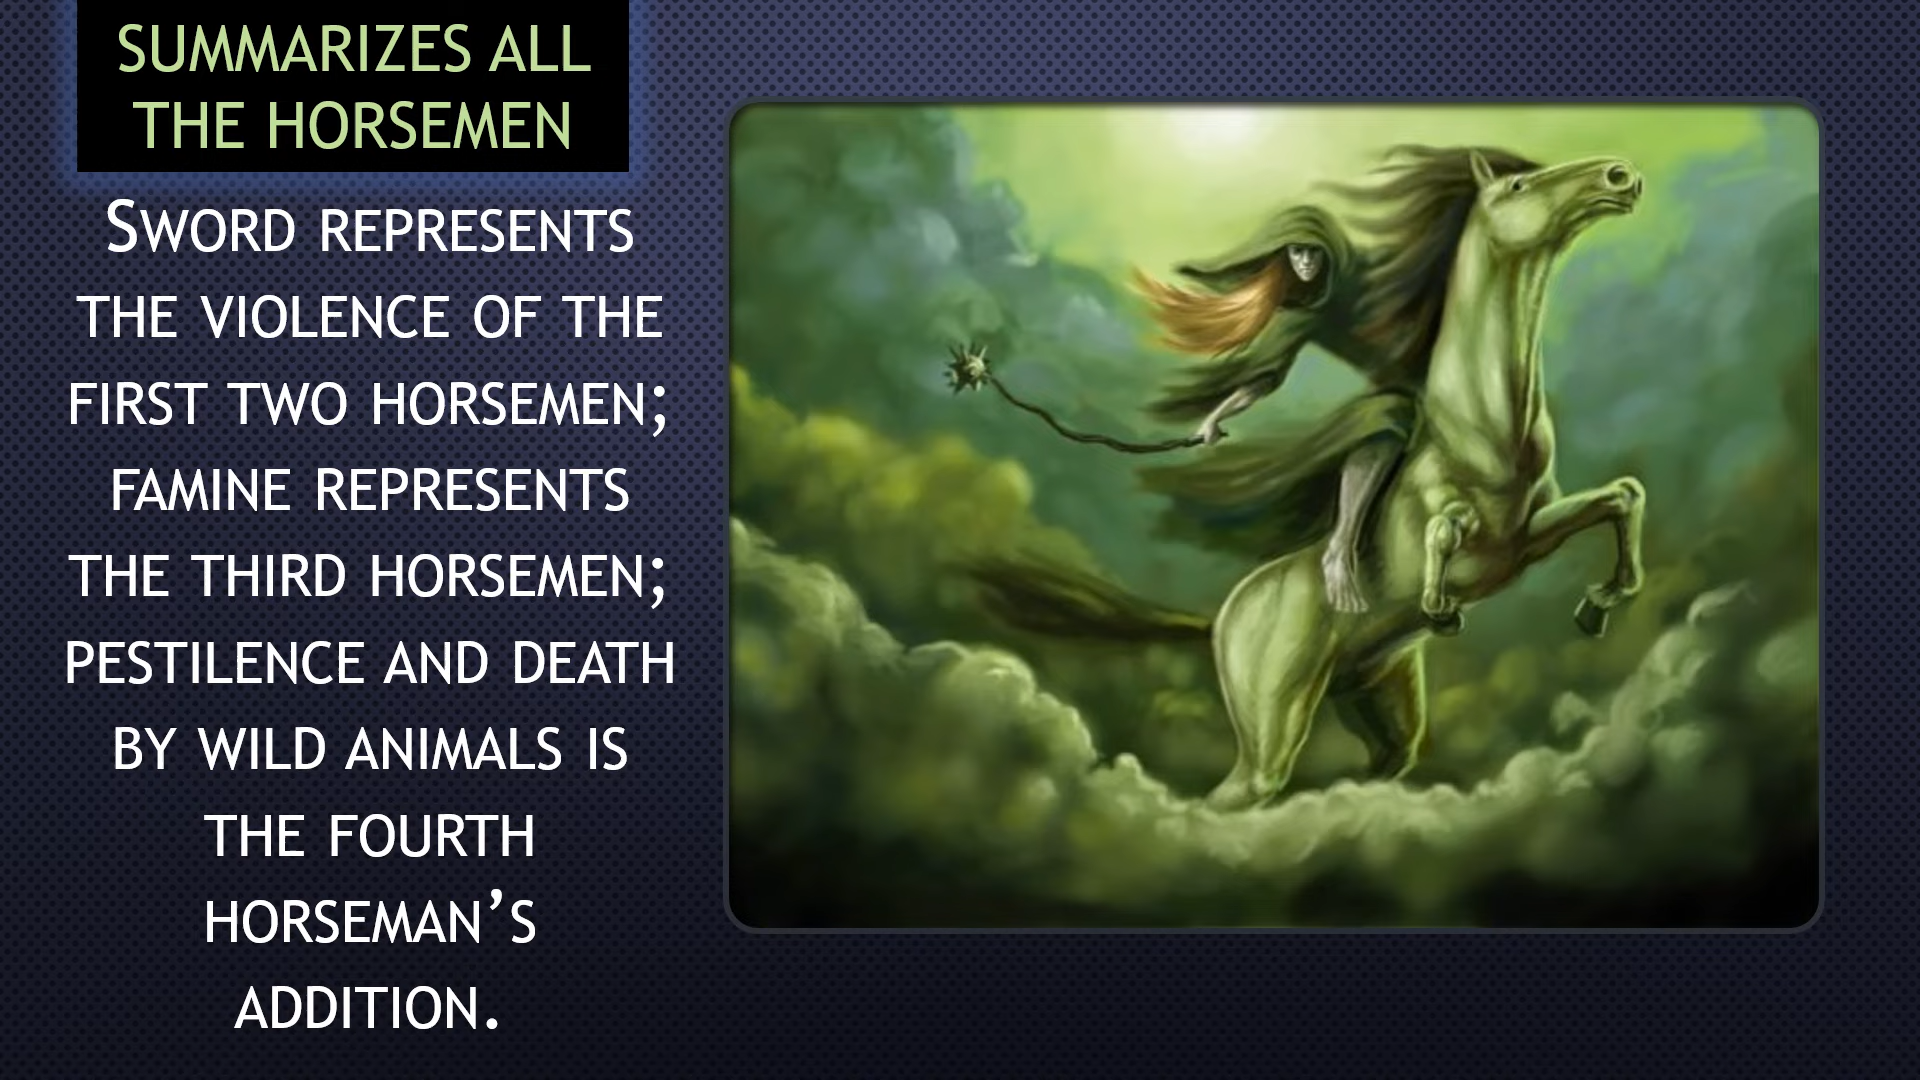 SUMMARIZES ALL
THE HORSEMEN
SWORD REPRESENTS
THE VIOLENCE OF THE
FIRST TWO HORSEMEN;
FAMINE REPRESENTS
THE THIRD HORSEMEN;
PESTILENCE AND DEATH
BY WILD ANIMALS IS
THE FOURTH
HORSEMAN’S
ADDITION.